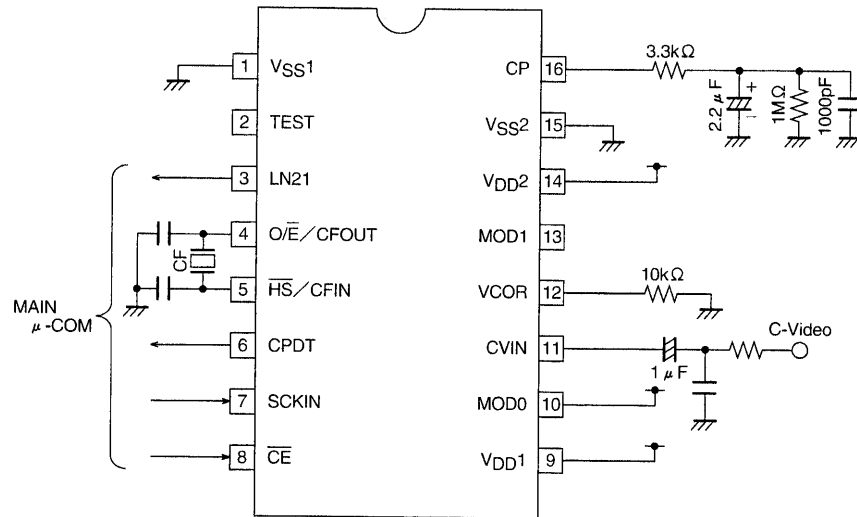 1 VSS1
2 TEST
3 LN21
4 O/E̅/CFOUT
5 H̅S̅/CFIN
6 CPDT
7 SCKIN
8 C̅E̅
CF
MAIN
μ-COM
CP 16
VSS2 15
VDD2 14
MOD1 13
VCOR 12
CVIN 11
MOD0 10
VDD1 9
3.3kΩ
2.2μF
+
−
1MΩ
1000pF
10kΩ
1μF
C-Video